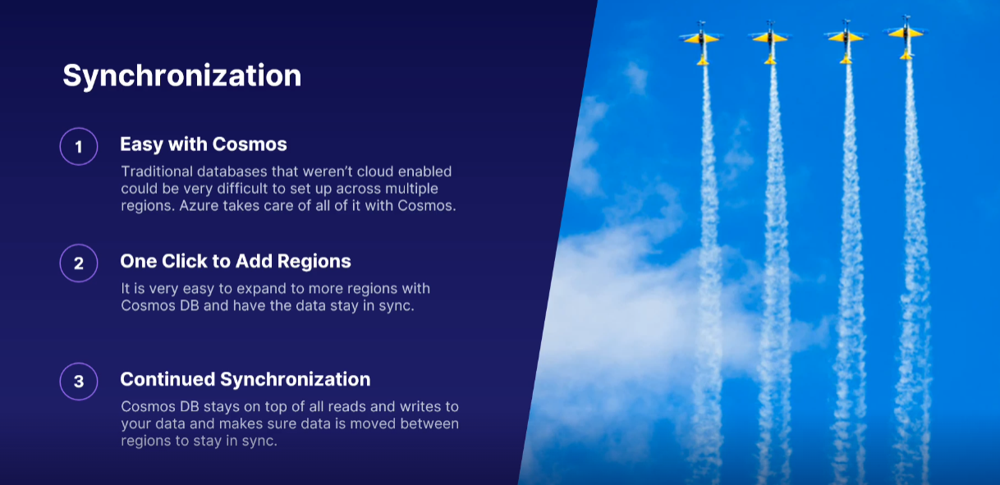 Synchronization
1
Easy with Cosmos
Traditional databases that weren’t cloud enabled
could be very difficult to set up across multiple
regions. Azure takes care of all of it with Cosmos.
2
One Click to Add Regions
It is very easy to expand to more regions with
Cosmos DB and have the data stay in sync.
3
Continued Synchronization
Cosmos DB stays on top of all reads and writes to
your data and makes sure data is moved between
regions to stay in sync.